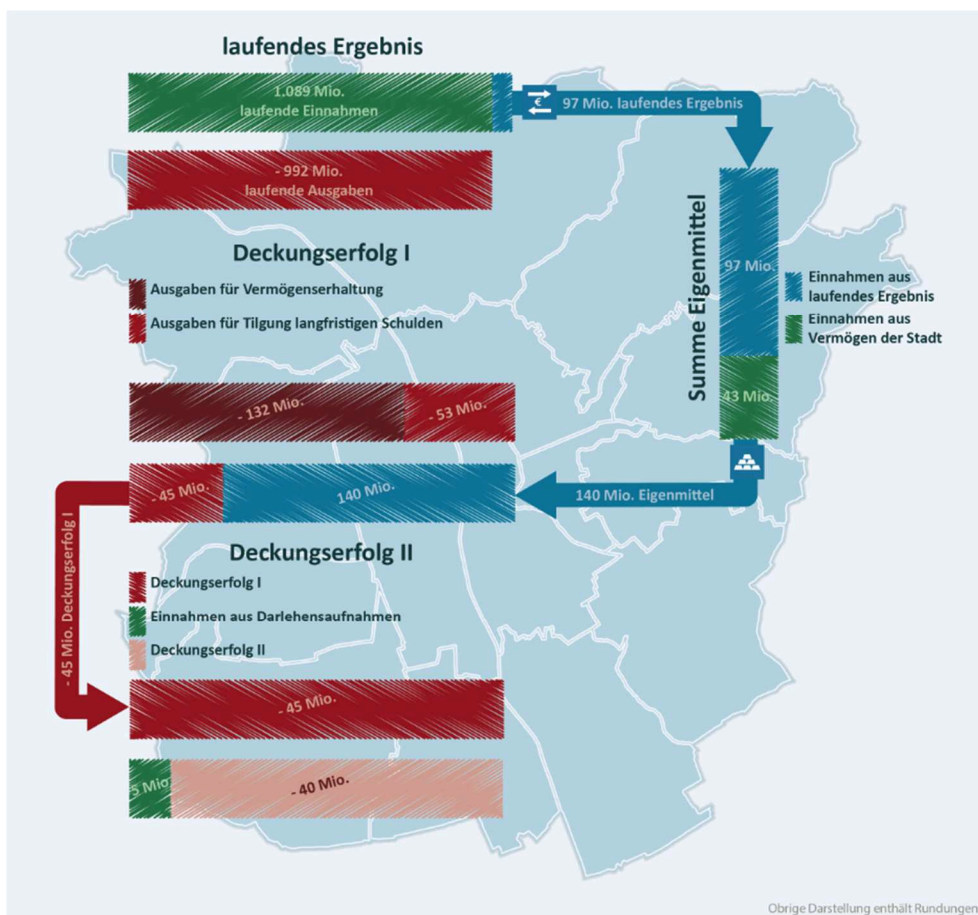 laufendes Ergebnis
1.089 Mio.
laufende Einnahmen
€
97 Mio. laufendes Ergebnis
- 992 Mio.
laufende Ausgaben
Summe Eigenmittel
97 Mio.
43 Mio.
Einnahmen aus
laufendes Ergebnis
Einnahmen aus
Vermögen der Stadt
Deckungserfolg I
Ausgaben für Vermögenserhaltung
Ausgaben für Tilgung langfristigen Schulden
- 132 Mio.
- 53 Mio.
- 45 Mio.
140 Mio.
140 Mio. Eigenmittel
- 45 Mio. Deckungserfolg I
Deckungserfolg II
Deckungserfolg I
Einnahmen aus Darlehensaufnahmen
Deckungserfolg II
- 45 Mio.
5 Mio
- 40 Mio.
Obrige Darstellung enthält Rundungen